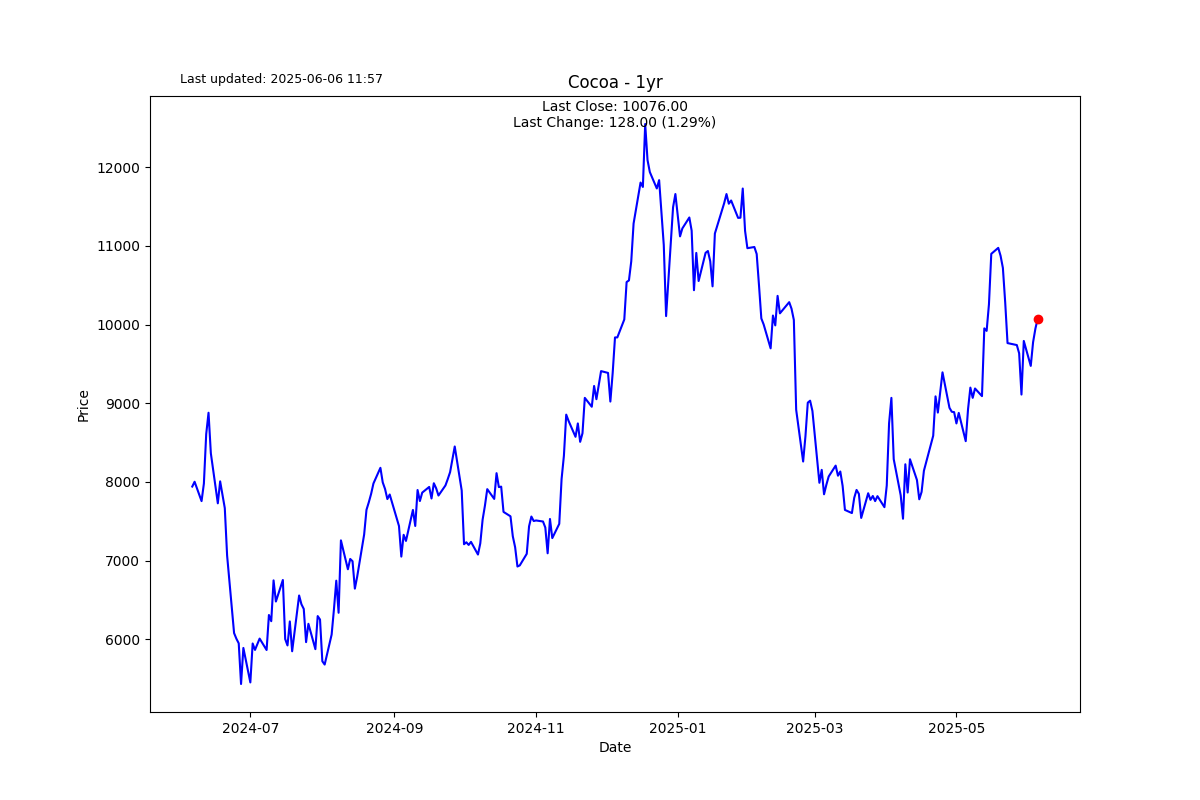 Last updated: 2025-06-06 11:57
Cocoa - 1yr
Last Close: 10076.00
Last Change: 128.00 (1.29%)
Price
12000
11000
10000
9000
8000
7000
6000
2024-07
2024-09
2024-11
2025-01
2025-03
2025-05
Date